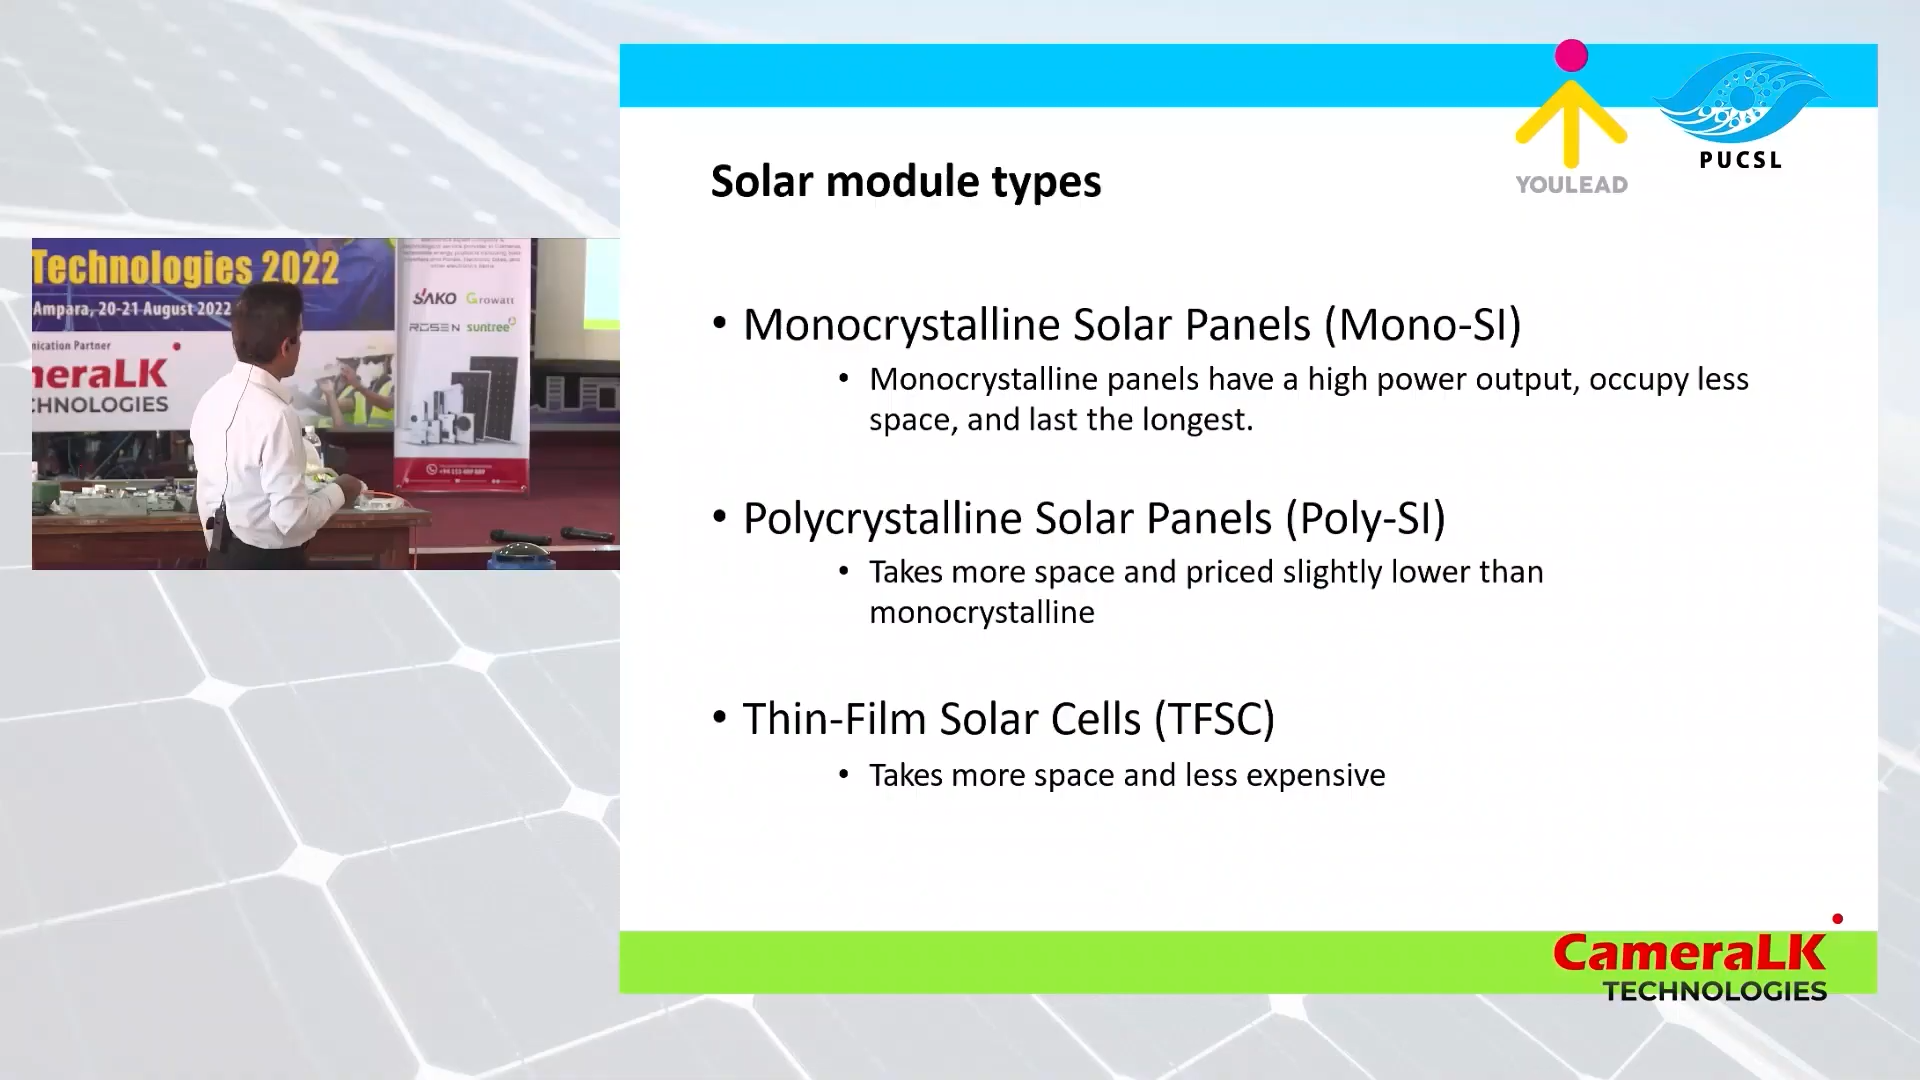 YOULEAD
PUCSL
Solar module types
• Monocrystalline Solar Panels (Mono-SI)
• Monocrystalline panels have a high power output, occupy less
space, and last the longest.
• Polycrystalline Solar Panels (Poly-SI)
• Takes more space and priced slightly lower than
monocrystalline
• Thin-Film Solar Cells (TFSC)
• Takes more space and less expensive
CameraLK
TECHNOLOGIES
Technologies 2022
Ampara, 20-21 August 2022
nication Partner
meraLK
CHNOLOGIES
SAKO Growatt
ROSEN suntree